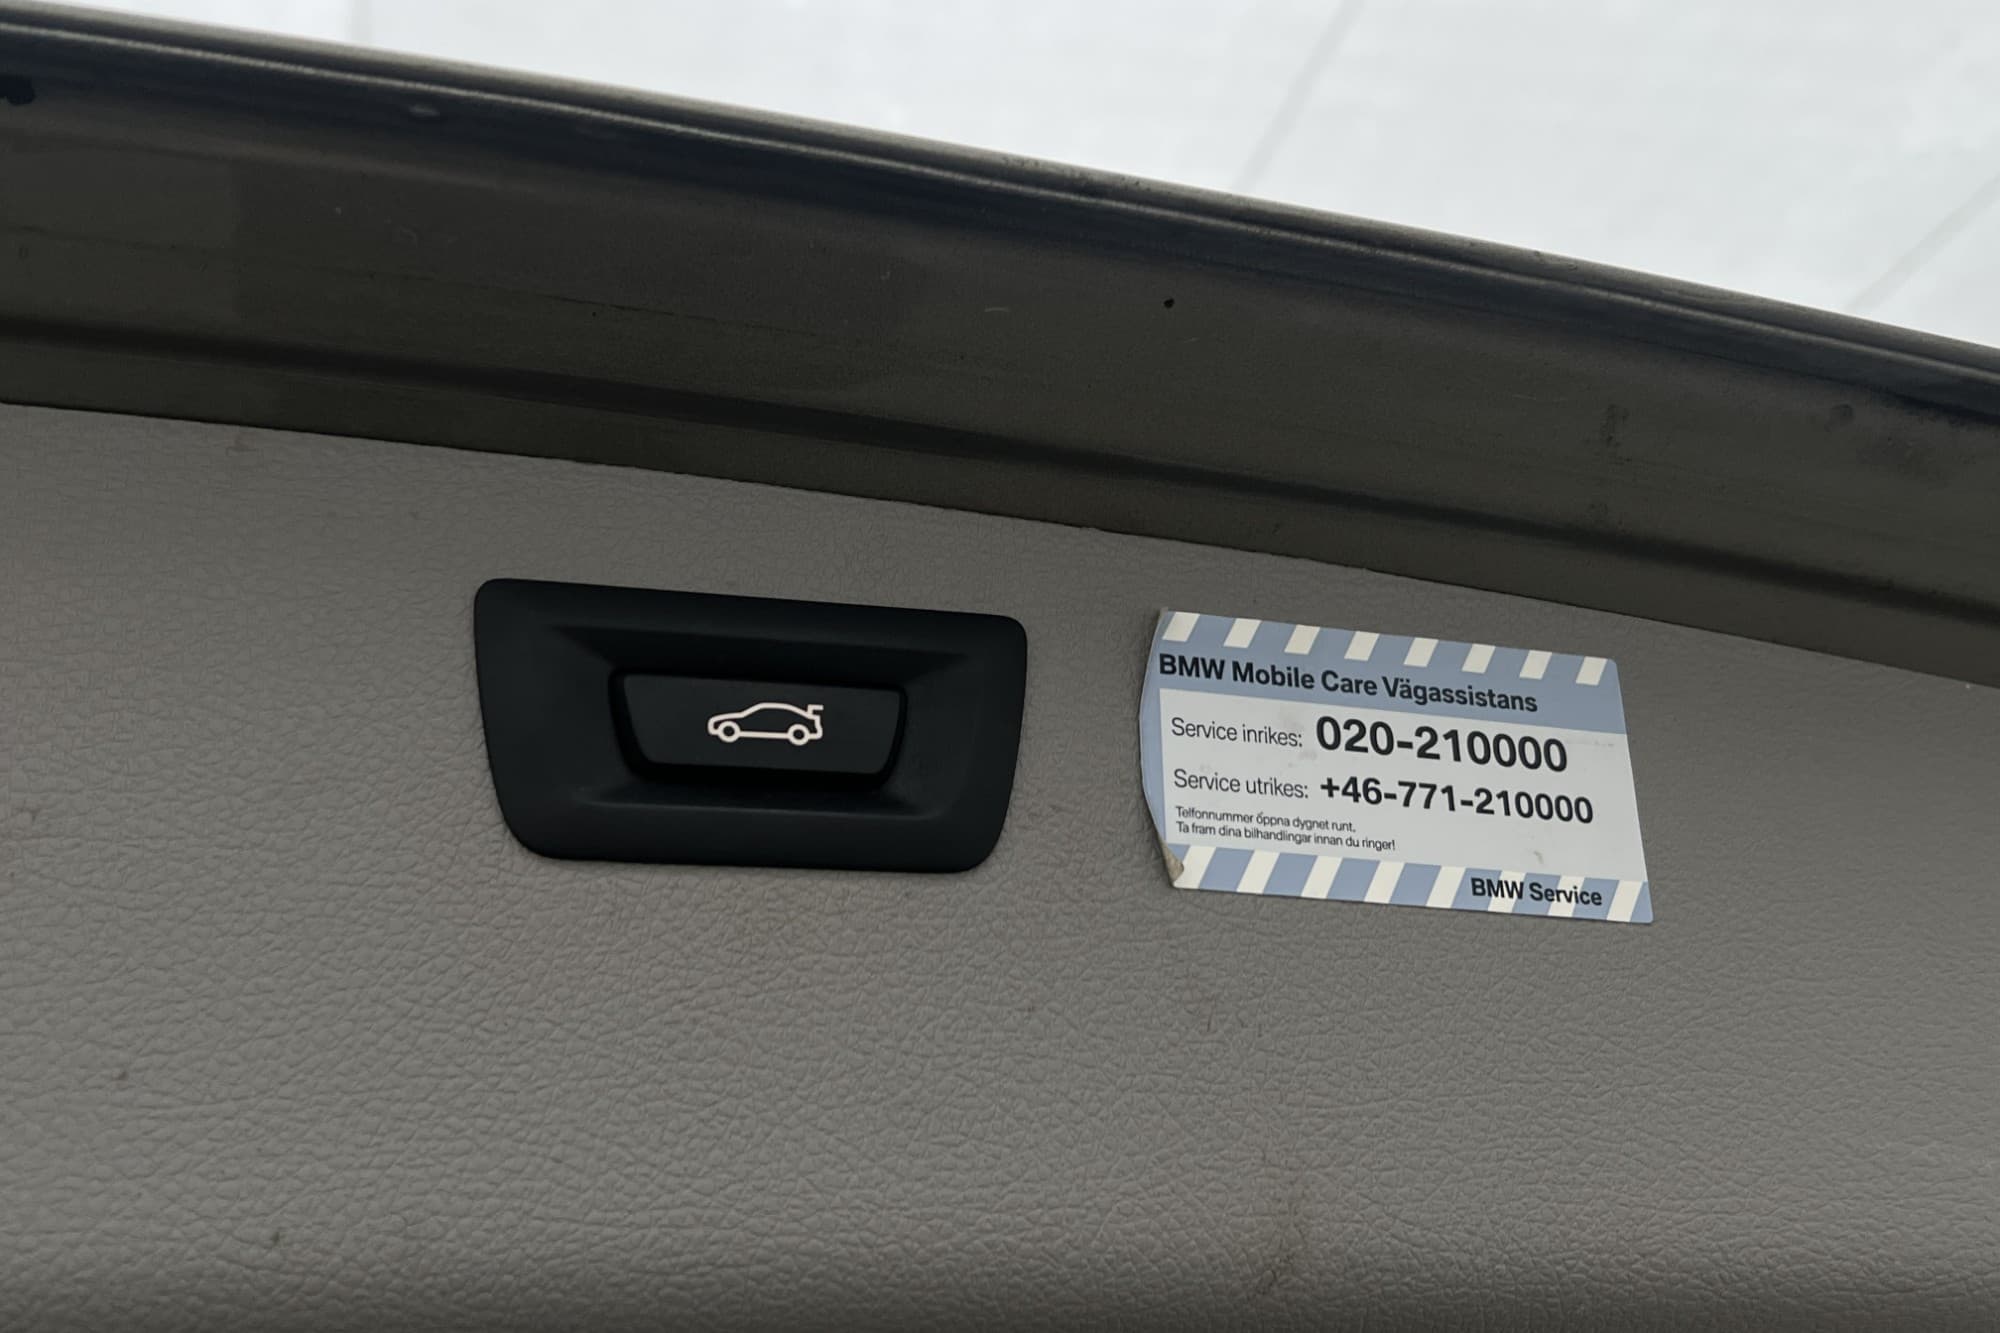 BMW Mobile Care Vägassistans
Service inrikes: 020-210000
Service utrikes: +46-771-210000
Telfonnummer öppna dygnet runt.
Ta fram dina bilhandlingar innan du ringer!
BMW Service